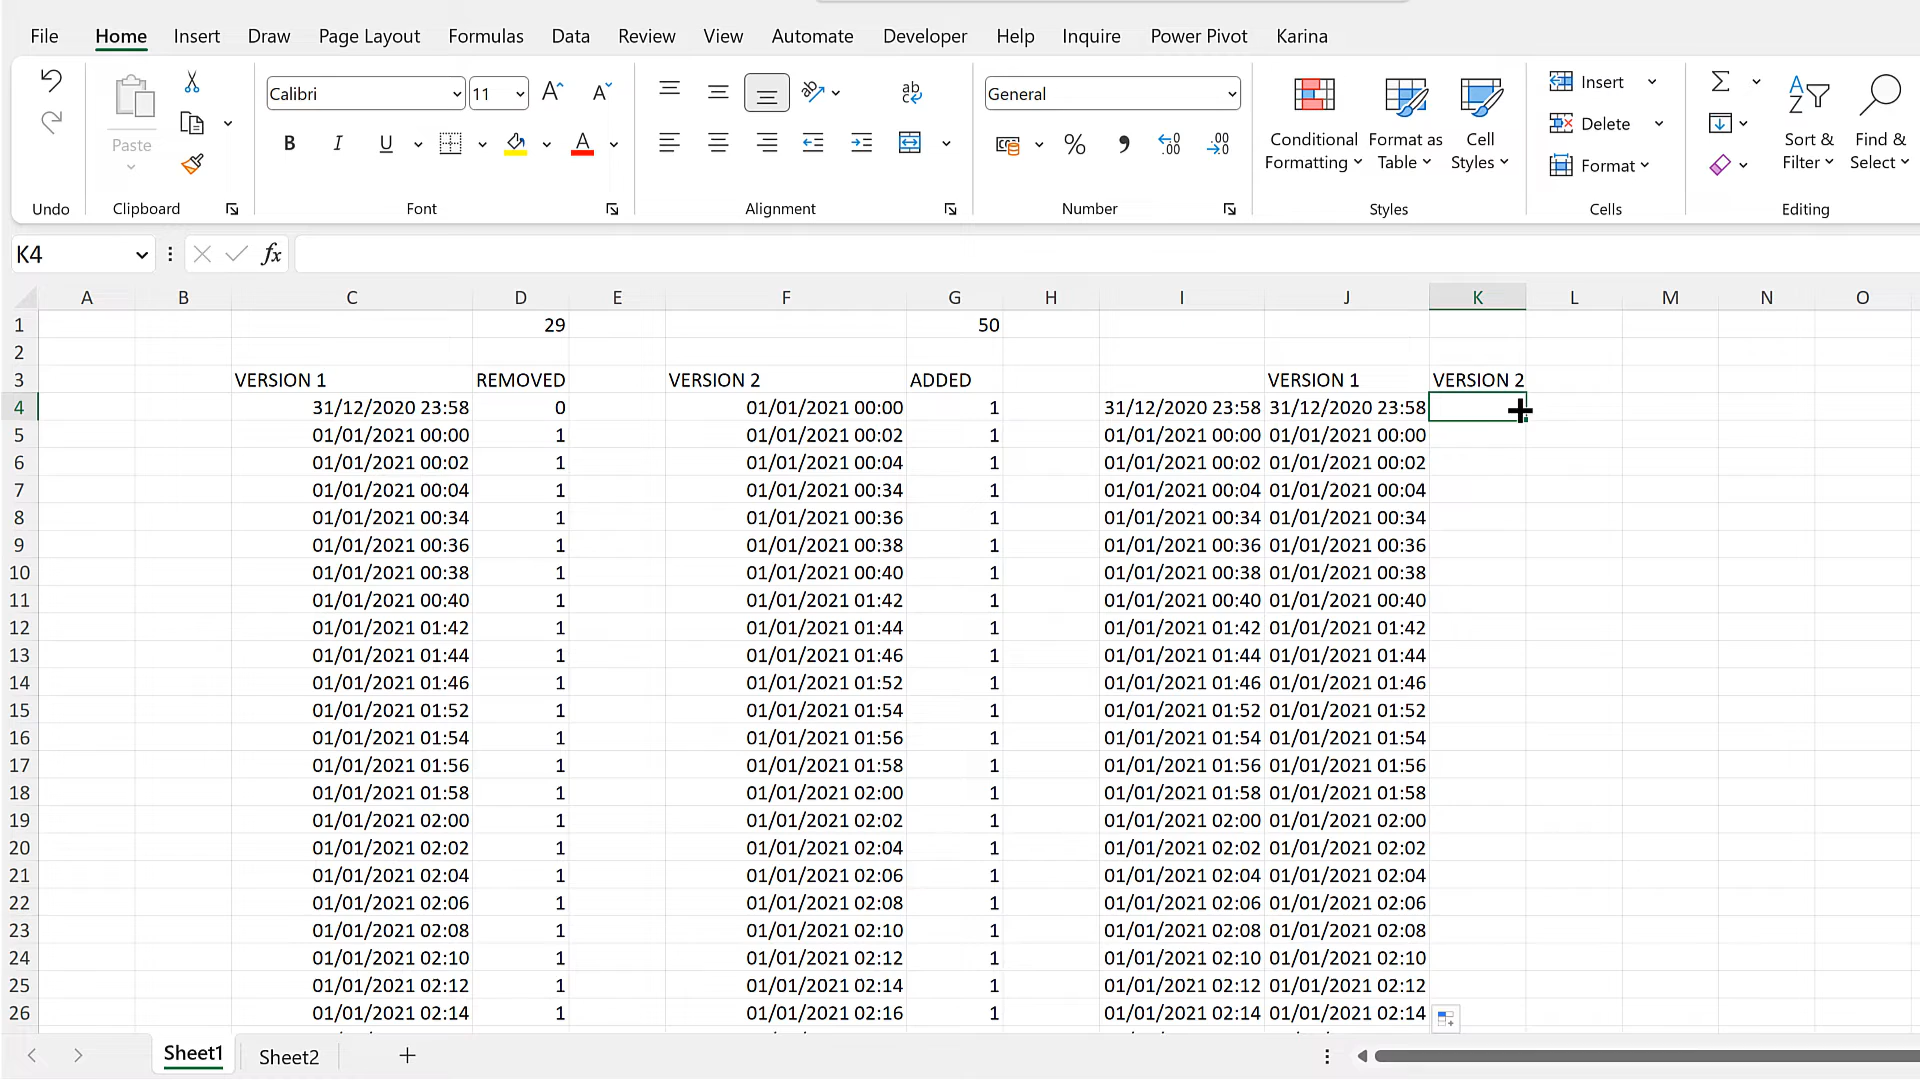 File Home Insert Draw Page Layout Formulas Data Review View Automate Developer Help Inquire Power Pivot Karina
Paste
Calibri 11
B I U A
ab
General
%
Conditional Formatting
Format as Table
Cell Styles
Insert
Delete
Format
Sort & Filter
Find & Select
Undo Clipboard Font Alignment Number Styles Cells Editing
K4 fx
A B C D E F G H I J K L M N O
1 29 50
2
3 VERSION 1 REMOVED VERSION 2 ADDED VERSION 1 VERSION 2
4 31/12/2020 23:58 0 01/01/2021 00:00 1 31/12/2020 23:58 31/12/2020 23:58
5 01/01/2021 00:00 1 01/01/2021 00:02 1 01/01/2021 00:00 01/01/2021 00:00
6 01/01/2021 00:02 1 01/01/2021 00:04 1 01/01/2021 00:02 01/01/2021 00:02
7 01/01/2021 00:04 1 01/01/2021 00:34 1 01/01/2021 00:04 01/01/2021 00:04
8 01/01/2021 00:34 1 01/01/2021 00:36 1 01/01/2021 00:34 01/01/2021 00:34
9 01/01/2021 00:36 1 01/01/2021 00:38 1 01/01/2021 00:36 01/01/2021 00:36
10 01/01/2021 00:38 1 01/01/2021 00:40 1 01/01/2021 00:38 01/01/2021 00:38
11 01/01/2021 00:40 1 01/01/2021 01:42 1 01/01/2021 00:40 01/01/2021 00:40
12 01/01/2021 01:42 1 01/01/2021 01:44 1 01/01/2021 01:42 01/01/2021 01:42
13 01/01/2021 01:44 1 01/01/2021 01:46 1 01/01/2021 01:44 01/01/2021 01:44
14 01/01/2021 01:46 1 01/01/2021 01:52 1 01/01/2021 01:46 01/01/2021 01:46
15 01/01/2021 01:52 1 01/01/2021 01:54 1 01/01/2021 01:52 01/01/2021 01:52
16 01/01/2021 01:54 1 01/01/2021 01:56 1 01/01/2021 01:54 01/01/2021 01:54
17 01/01/2021 01:56 1 01/01/2021 01:58 1 01/01/2021 01:56 01/01/2021 01:56
18 01/01/2021 01:58 1 01/01/2021 02:00 1 01/01/2021 01:58 01/01/2021 01:58
19 01/01/2021 02:00 1 01/01/2021 02:02 1 01/01/2021 02:00 01/01/2021 02:00
20 01/01/2021 02:02 1 01/01/2021 02:04 1 01/01/2021 02:02 01/01/2021 02:02
21 01/01/2021 02:04 1 01/01/2021 02:06 1 01/01/2021 02:04 01/01/2021 02:04
22 01/01/2021 02:06 1 01/01/2021 02:08 1 01/01/2021 02:06 01/01/2021 02:06
23 01/01/2021 02:08 1 01/01/2021 02:10 1 01/01/2021 02:08 01/01/2021 02:08
24 01/01/2021 02:10 1 01/01/2021 02:12 1 01/01/2021 02:10 01/01/2021 02:10
25 01/01/2021 02:12 1 01/01/2021 02:14 1 01/01/2021 02:12 01/01/2021 02:12
26 01/01/2021 02:14 1 01/01/2021 02:16 1 01/01/2021 02:14 01/01/2021 02:14
Sheet1 Sheet2